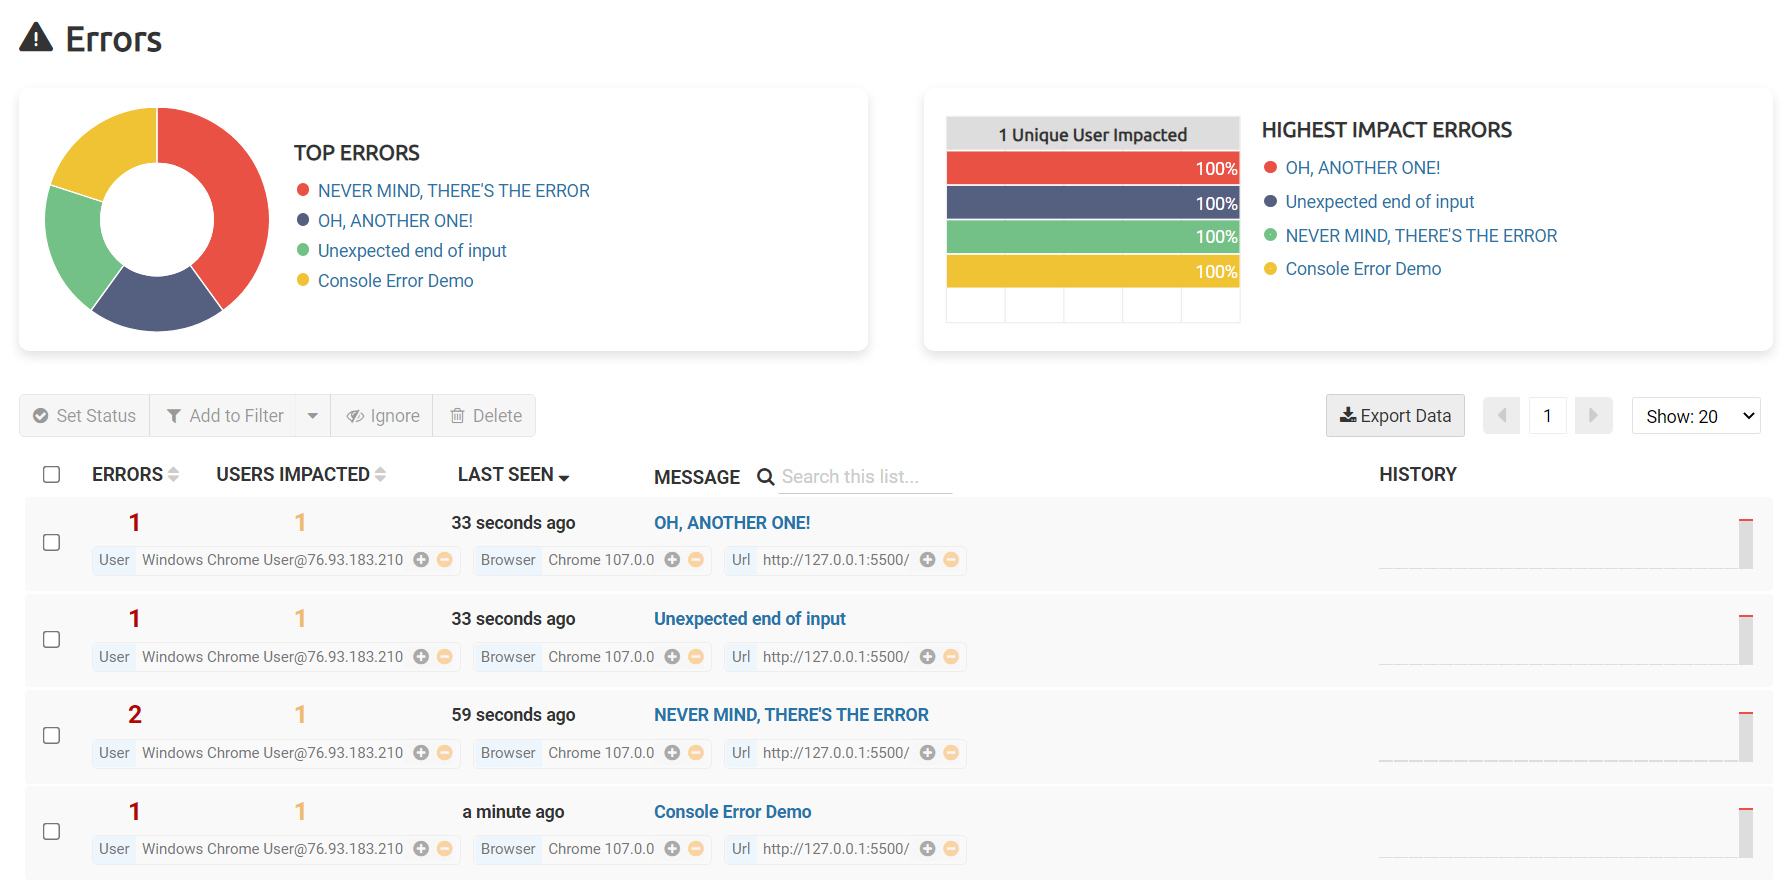 Errors
TOP ERRORS
NEVER MIND, THERE'S THE ERROR
OH, ANOTHER ONE!
Unexpected end of input
Console Error Demo
1 Unique User Impacted
100%
100%
100%
100%
HIGHEST IMPACT ERRORS
OH, ANOTHER ONE!
Unexpected end of input
NEVER MIND, THERE'S THE ERROR
Console Error Demo
Set Status Add to Filter Ignore Delete Export Data 1 Show: 20
ERRORS USERS IMPACTED LAST SEEN MESSAGE Search this list... HISTORY
1 1 33 seconds ago OH, ANOTHER ONE!
User Windows Chrome User@76.93.183.210 Browser Chrome 107.0.0 Url http://127.0.0.1:5500/
1 1 33 seconds ago Unexpected end of input
User Windows Chrome User@76.93.183.210 Browser Chrome 107.0.0 Url http://127.0.0.1:5500/
2 1 59 seconds ago NEVER MIND, THERE'S THE ERROR
User Windows Chrome User@76.93.183.210 Browser Chrome 107.0.0 Url http://127.0.0.1:5500/
1 1 a minute ago Console Error Demo
User Windows Chrome User@76.93.183.210 Browser Chrome 107.0.0 Url http://127.0.0.1:5500/